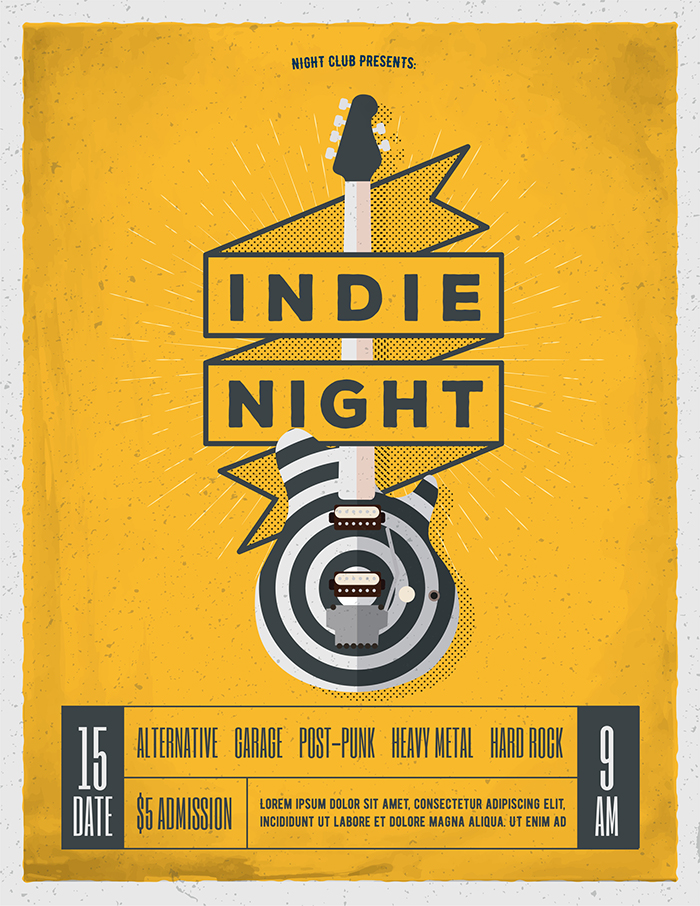 NIGHT CLUB PRESENTS:
INDIE
NIGHT
15
DATE
ALTERNATIVE GARAGE POST-PUNK HEAVY METAL HARD ROCK
$5 ADMISSION
LOREM IPSUM DOLOR SIT AMET, CONSECTETUR ADIPISCING ELIT,
INCIDIDUNT UT LABORE ET DOLORE MAGNA ALIQUA. UT ENIM AD
9
AM